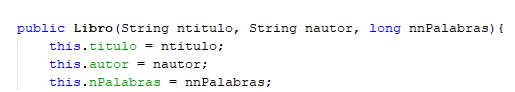 public Libro(String ntitulo, String nautor, long nnPalabras){
this.titulo = ntitulo;
this.autor = nautor;
this.nPalabras = nnPalabras;